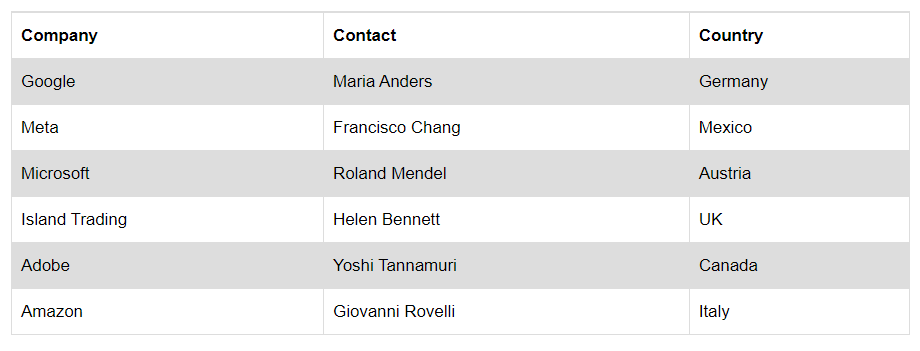 Company Contact Country
Google Maria Anders Germany
Meta Francisco Chang Mexico
Microsoft Roland Mendel Austria
Island Trading Helen Bennett UK
Adobe Yoshi Tannamuri Canada
Amazon Giovanni Rovelli Italy